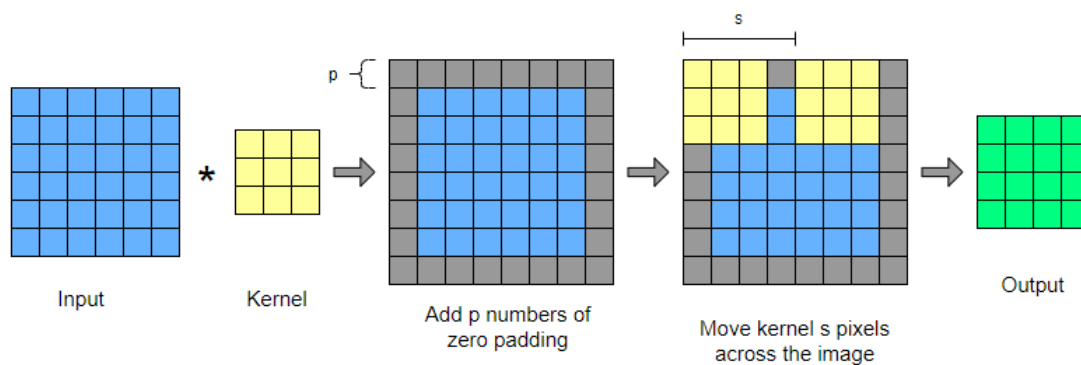 s
p
*
Input
Kernel
Add p numbers of
zero padding
Move kernel s pixels
across the image
Output